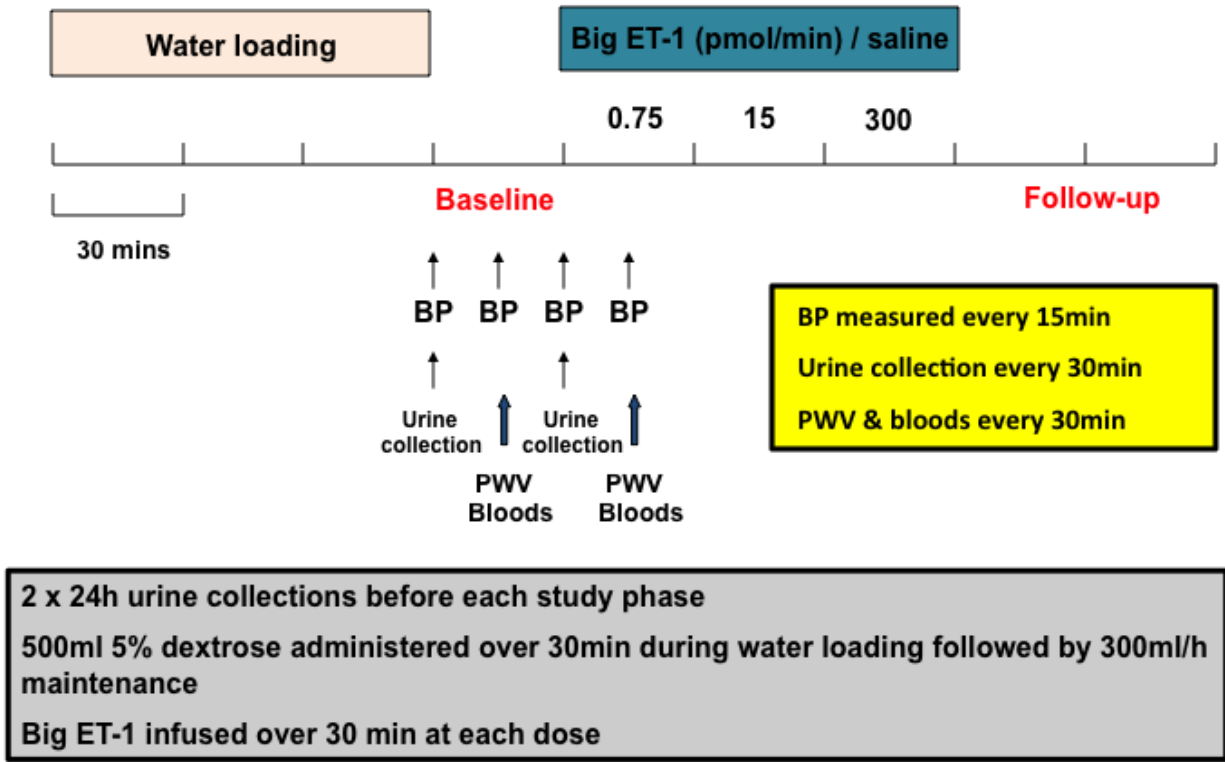 Water loading
Big ET-1 (pmol/min) / saline
0.75 15 300
Baseline
Follow-up
30 mins
BP BP BP BP
Urine collection
Urine collection
PWV
Bloods
PWV
Bloods
BP measured every 15min
Urine collection every 30min
PWV & bloods every 30min
2 x 24h urine collections before each study phase
500ml 5% dextrose administered over 30min during water loading followed by 300ml/h
maintenance
Big ET-1 infused over 30 min at each dose